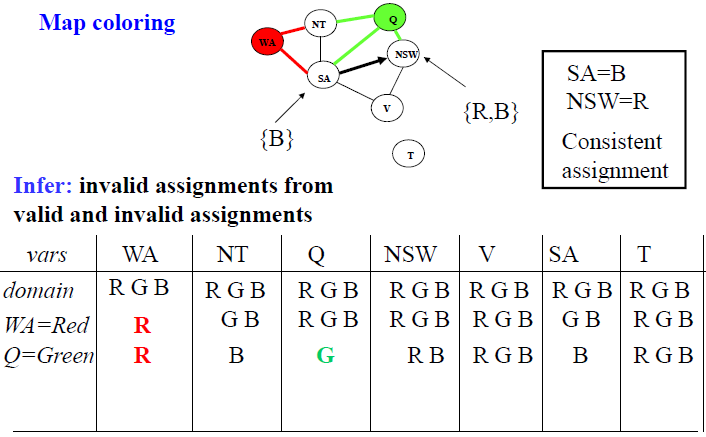 Map coloring
NT
Q
WA
NSW
SA
V
T
{B}
{R,B}
SA=B
NSW=R
Consistent
assignment
Infer: invalid assignments from
valid and invalid assignments
vars WA NT Q NSW V SA T
domain R G B R G B R G B R G B R G B R G B R G B
WA=Red R G B R G B R G B R G B G B R G B
Q=Green R B G R B R G B B R G B